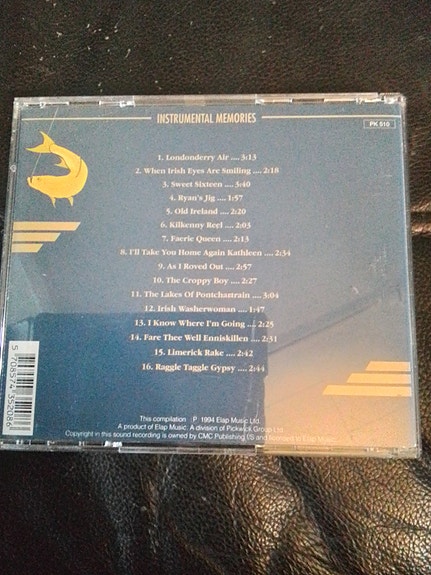 INSTRUMENTAL MEMORIES
PK 510
1. Londonderry Air .... 3:13
2. When Irish Eyes Are Smiling .... 2:18
3. Sweet Sixteen .... 3:40
4. Ryan's Jig .... 1:57
5. Old Ireland .... 2:20
6. Kilkenny Reel .... 2:03
7. Faerie Queen .... 2:13
8. I'll Take You Home Again Kathleen .... 2:34
9. As I Roved Out .... 2:57
10. The Croppy Boy .... 2:27
11. The Lakes Of Pontchartrain .... 3:04
12. Irish Washerwoman .... 1:47
13. I Know Where I'm Going .... 2:25
14. Fare Thee Well Enniskillen .... 2:31
15. Limerick Rake .... 2:42
16. Raggle Taggle Gypsy .... 2:44
5 708574 352086
This compilation P. 1994 Elap Music Ltd.
A product of Elap Music. A division of Pickwick Group Ltd.
Copyright in this sound recording is owned by CMC Publishing I/S and licensed to Elap Music